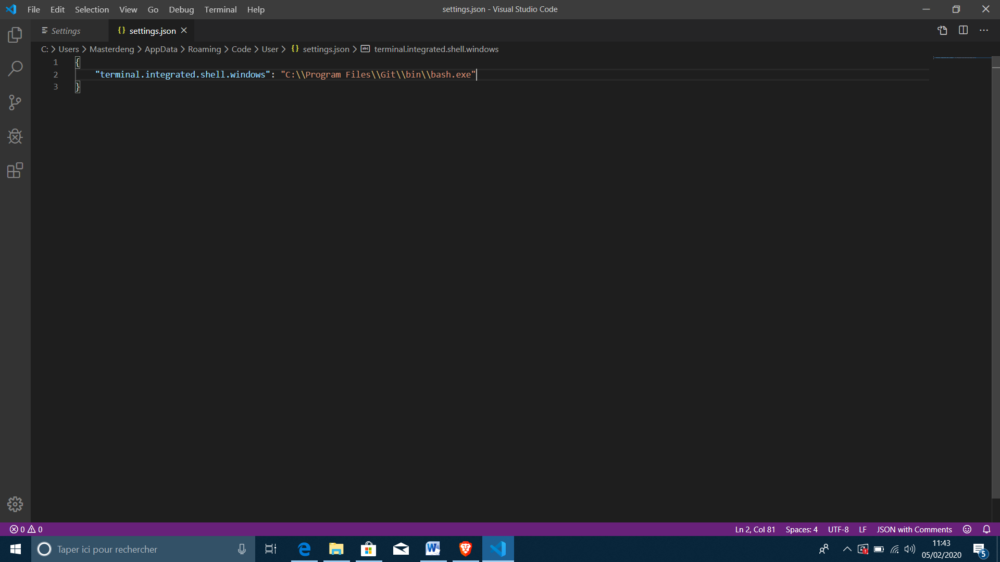 File Edit Selection View Go Debug Terminal Help
settings.json - Visual Studio Code
Settings
settings.json
C: > Users > Masterdeng > AppData > Roaming > Code > User > {} settings.json > terminal.integrated.shell.windows
1 {
2 "terminal.integrated.shell.windows": "C:\\Program Files\\Git\\bin\\bash.exe"
3 }
0 0
Ln 2, Col 81 Spaces: 4 UTF-8 LF JSON with Comments
Taper ici pour rechercher
11:43
05/02/2020
5